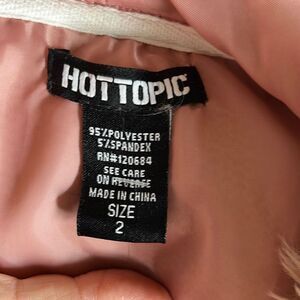 HOTTOPIC
95%POLYESTER
5%SPANDEX
RN#120684
SEE CARE
ON REVERSE
MADE IN CHINA
SIZE
2